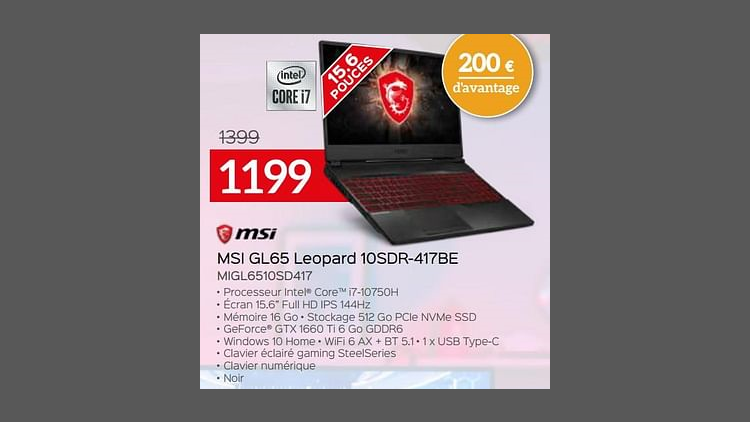 intel
CORE i7
15.6
POUCES
200 €
d'avantage
1399
1199
msi
MSI GL65 Leopard 10SDR-417BE
MIGL6510SD417
• Processeur Intel® Core™ i7-10750H
• Écran 15.6" Full HD IPS 144Hz
• Mémoire 16 Go • Stockage 512 Go PCIe NVMe SSD
• GeForce® GTX 1660 Ti 6 Go GDDR6
• Windows 10 Home • WiFi 6 AX + BT 5.1 • 1 x USB Type-C
• Clavier éclairé gaming SteelSeries
• Clavier numérique
• Noir